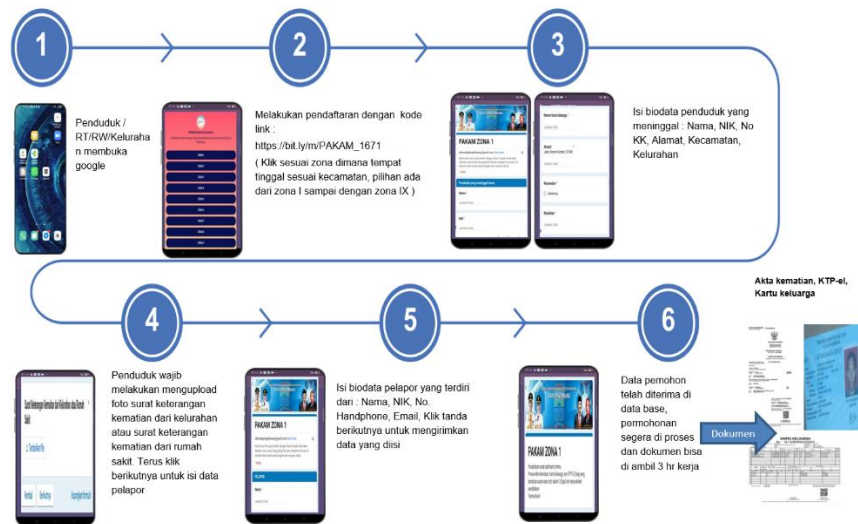 1
2
3
Penduduk /
RT/RW/Keluraha
n membuka
google
Melakukan pendaftaran dengan kode
link :
https://bit.ly/m/PAKAM_1671
( Klik sesuai zona dimana tempat
tinggal sesuai kecamatan, pilihan ada
dari zona I sampai dengan zona IX )
PAKAM ZONA 1
Isi biodata penduduk yang
meninggal : Nama, NIK, No
KK, Alamat, Kecamatan,
Kelurahan
4
5
6
Penduduk wajib
melakukan mengupload
foto surat keterangan
kematian dari kelurahan
atau surat keterangan
kematian dari rumah
sakit. Terus klik
berikutnya untuk isi data
pelapor
PAKAM ZONA 1
PELAPOR
Isi biodata pelapor yang terdiri
dari : Nama, NIK, No.
Handphone, Email, Klik tanda
berikutnya untuk mengirimkan
data yang diisi
PAKAM ZONA 1
Data pemohon
telah diterima di
data base,
permohonan
segera di proses
dan dokumen bisa
di ambil 3 hr kerja
Dokumen
Akta kematian, KTP-el,
Kartu keluarga